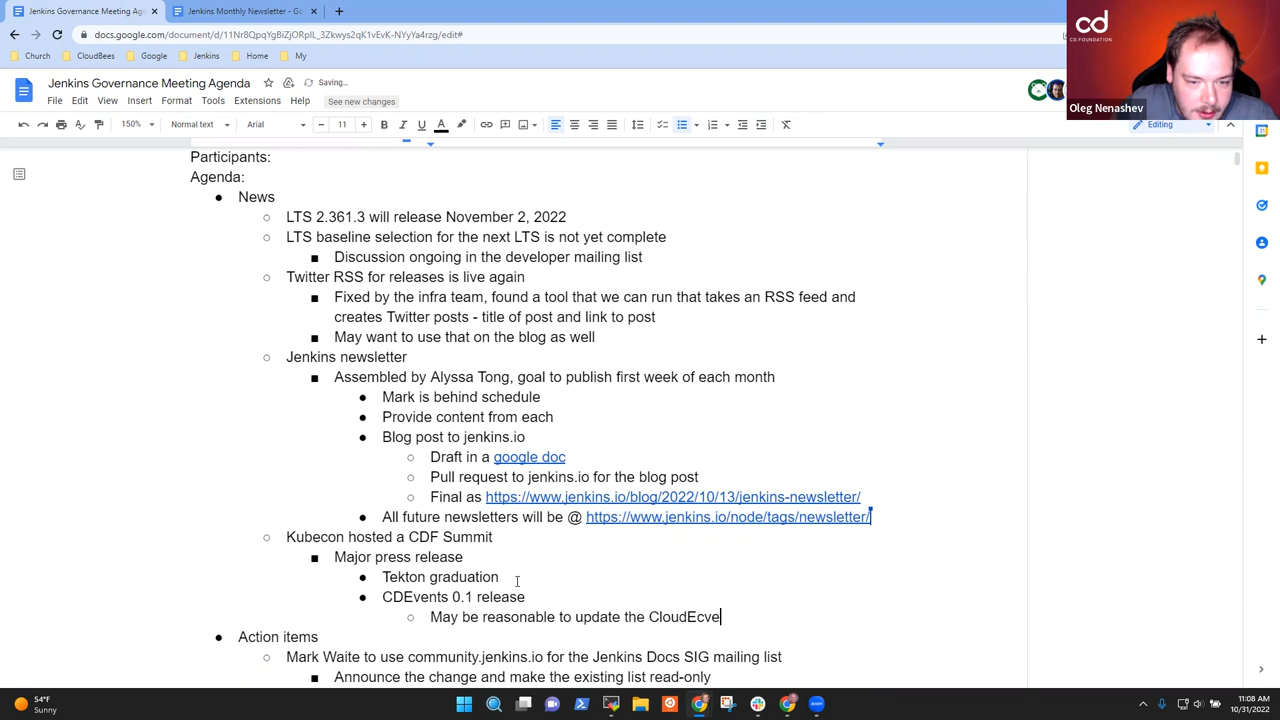 Jenkins Governance Meeting Agenda
Jenkins Monthly Newsletter - Go
docs.google.com/document/d/11Nr8QpqYgBiZjORplL_3Zkwys2qK1vEvK-NYyYa4rzg/edit#
Church CloudBees Google Jenkins Home My
cd
CD.FOUNDATION
Oleg Nenashev
Jenkins Governance Meeting Agenda
Saving...
File Edit View Insert Format Tools Extensions Help See new changes
150% Normal text Arial 11 Editing
Participants:
Agenda:
● News
○ LTS 2.361.3 will release November 2, 2022
○ LTS baseline selection for the next LTS is not yet complete
■ Discussion ongoing in the developer mailing list
○ Twitter RSS for releases is live again
■ Fixed by the infra team, found a tool that we can run that takes an RSS feed and
creates Twitter posts - title of post and link to post
■ May want to use that on the blog as well
○ Jenkins newsletter
■ Assembled by Alyssa Tong, goal to publish first week of each month
● Mark is behind schedule
● Provide content from each
● Blog post to jenkins.io
○ Draft in a google doc
○ Pull request to jenkins.io for the blog post
○ Final as https://www.jenkins.io/blog/2022/10/13/jenkins-newsletter/
● All future newsletters will be @ https://www.jenkins.io/node/tags/newsletter/
○ Kubecon hosted a CDF Summit
■ Major press release
● Tekton graduation
● CDEvents 0.1 release
○ May be reasonable to update the CloudEcve
● Action items
○ Mark Waite to use community.jenkins.io for the Jenkins Docs SIG mailing list
■ Announce the change and make the existing list read-only
54°F
Sunny
11:08 AM
10/31/2022